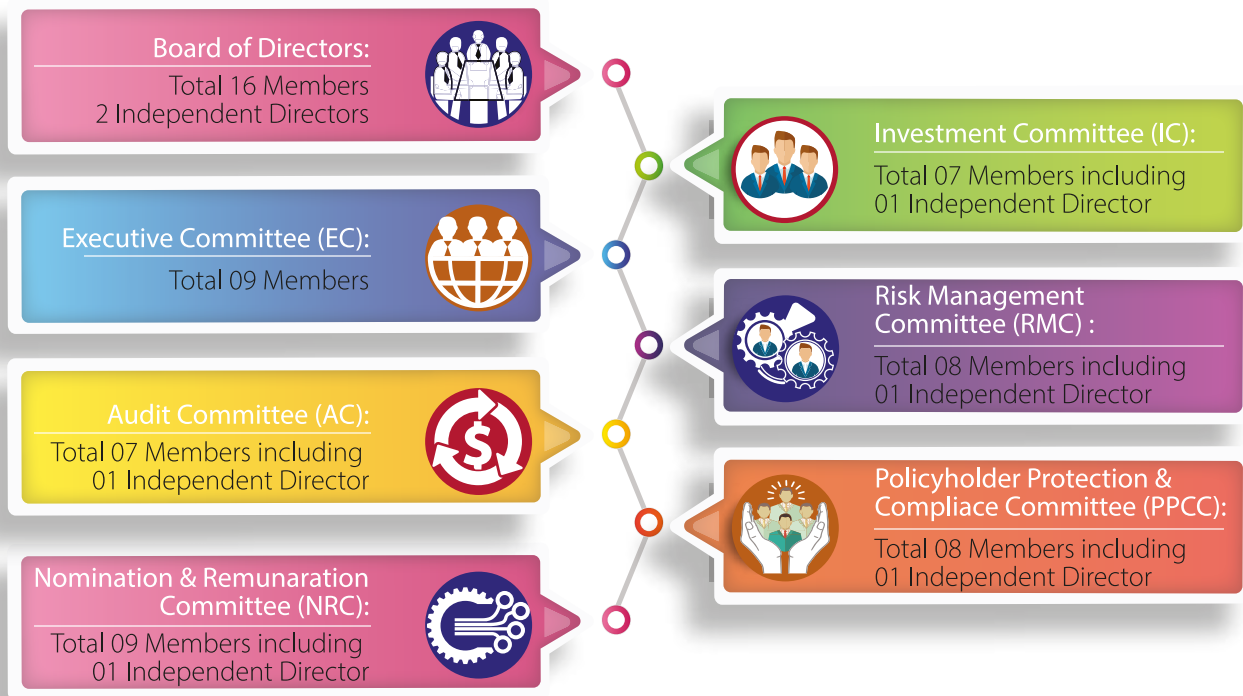 Board of Directors:
Total 16 Members
2 Independent Directors
Investment Committee (IC):
Total 07 Members including
01 Independent Director
Executive Committee (EC):
Total 09 Members
Risk Management
Committee (RMC) :
Total 08 Members including
01 Independent Director
Audit Committee (AC):
Total 07 Members including
01 Independent Director
Policyholder Protection &
Compliace Committee (PPCC):
Total 08 Members including
01 Independent Director
Nomination & Remunaration
Committee (NRC):
Total 09 Members including
01 Independent Director